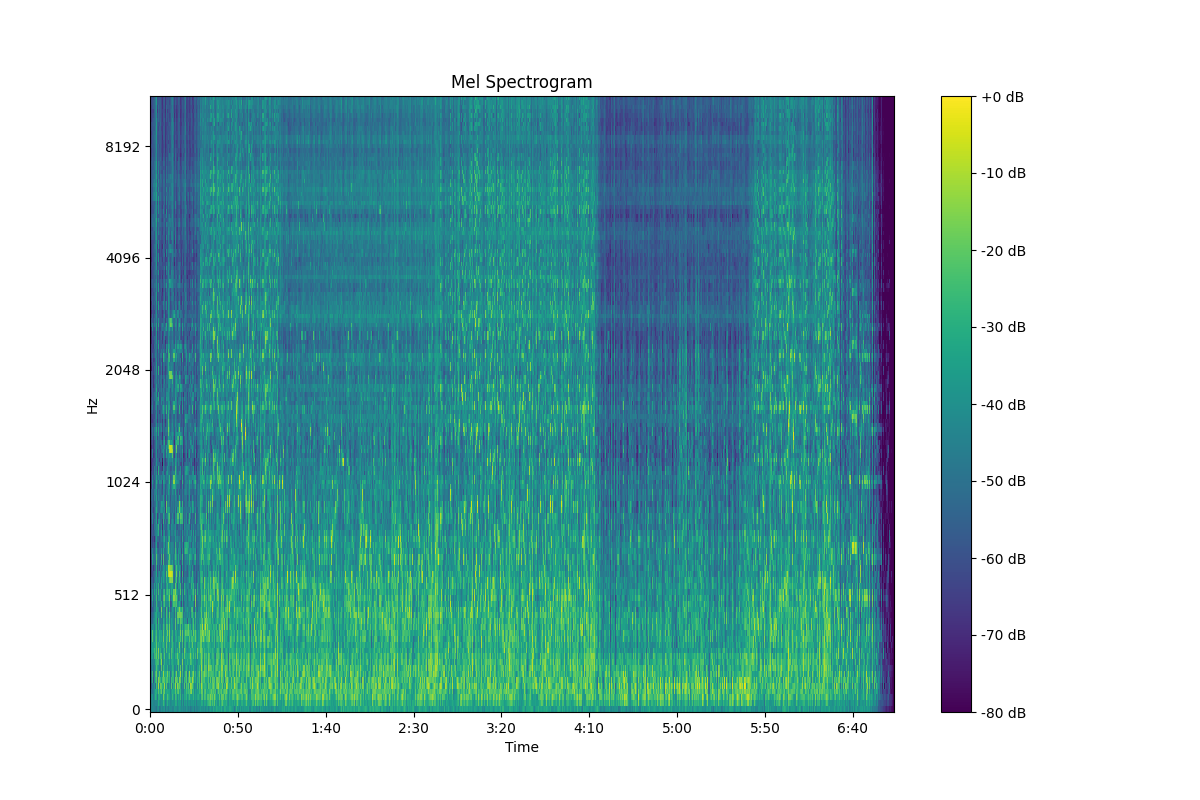 Mel Spectrogram
+0 dB
8192
-10 dB
-20 dB
4096
-30 dB
2048
-40 dB
Hz
1024
-50 dB
-60 dB
512
-70 dB
0
-80 dB
0:00 0:50 1:40 2:30 3:20 4:10 5:00 5:50 6:40
Time